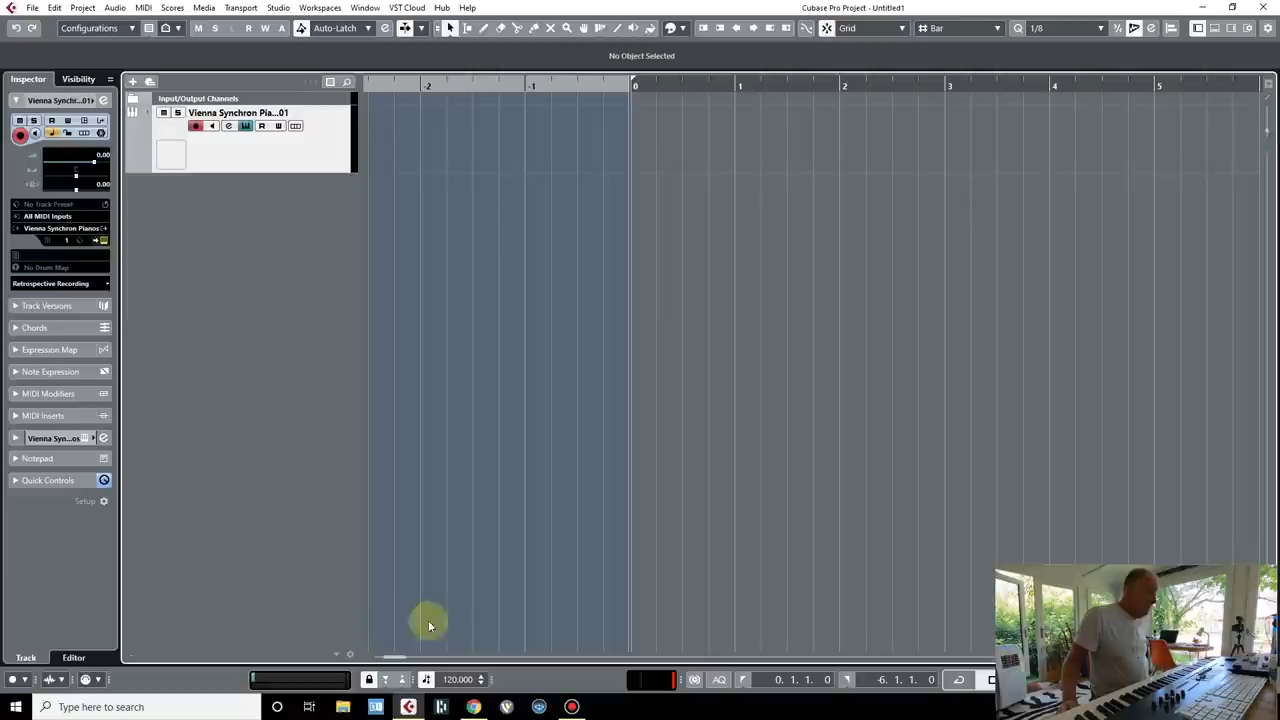 Cubase Pro Project - Untitled1
File Edit Project Audio MIDI Scores Media Transport Studio Workspaces Window VST Cloud Hub Help
Configurations M S L R W A Auto-Latch Grid Bar 1/8
No Object Selected
Inspector Visibility
Vienna Synchr...01
M S
R W
0.00
C
0.00
No Track Preset
All MIDI Inputs
Vienna Synchron Pianos
1
No Drum Map
Retrospective Recording
Track Versions
Chords
Expression Map
Note Expression
MIDI Modifiers
MIDI Inserts
Vienna Syn...os
Notepad
Quick Controls
Setup
Track Editor
Input/Output Channels
1 M S Vienna Synchron Pia...01
e R W
-2 -1 0 1 2 3 4 5
120.000 AQ 0. 1. 1. 0 -6. 1. 1. 0
Type here to search